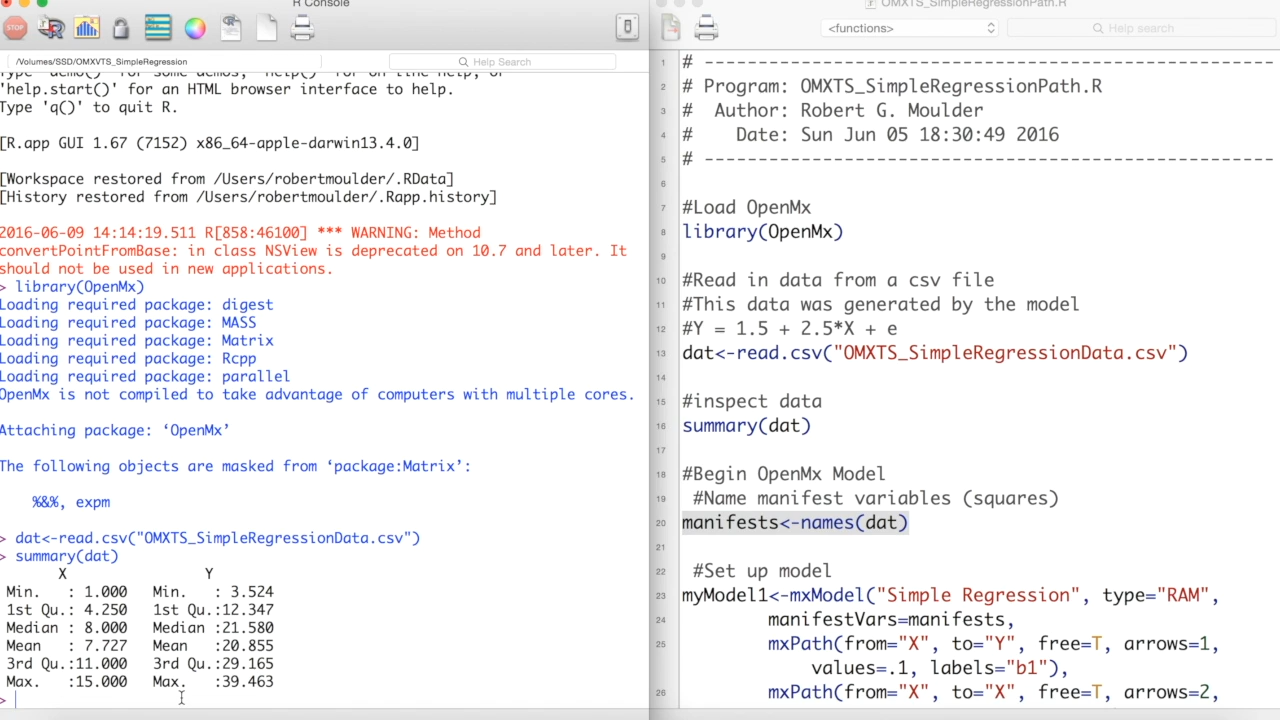 R Console
STOP
/Volumes/SSD/OMXVTS_SimpleRegression
Help Search
'help.start()' for an HTML browser interface to help.
Type 'q()' to quit R.
[R.app GUI 1.67 (7152) x86_64-apple-darwin13.4.0]
[Workspace restored from /Users/robertmoulder/.RData]
[History restored from /Users/robertmoulder/.Rapp.history]
2016-06-09 14:14:19.511 R[858:46100] *** WARNING: Method
convertPointFromBase: in class NSView is deprecated on 10.7 and later. It
should not be used in new applications.
> library(OpenMx)
Loading required package: digest
Loading required package: MASS
Loading required package: Matrix
Loading required package: Rcpp
Loading required package: parallel
OpenMx is not compiled to take advantage of computers with multiple cores.
Attaching package: ‘OpenMx’
The following objects are masked from ‘package:Matrix’:
%&%, expm
> dat<-read.csv("OMXTS_SimpleRegressionData.csv")
> summary(dat)
X Y
Min. : 1.000 Min. : 3.524
1st Qu.: 4.250 1st Qu.:12.347
Median : 8.000 Median :21.580
Mean : 7.727 Mean :20.855
3rd Qu.:11.000 3rd Qu.:29.165
Max. :15.000 Max. :39.463
>
OMXTS_SimpleRegressionPath.R
<functions>
Help search
1 # ------------------------------------------------------
2 # Program: OMXTS_SimpleRegressionPath.R
3 # Author: Robert G. Moulder
4 # Date: Sun Jun 05 18:30:49 2016
5 # ------------------------------------------------------
6
7 #Load OpenMx
8 library(OpenMx)
9
10 #Read in data from a csv file
11 #This data was generated by the model
12 #Y = 1.5 + 2.5*X + e
13 dat<-read.csv("OMXTS_SimpleRegressionData.csv")
14
15 #inspect data
16 summary(dat)
17
18 #Begin OpenMx Model
19 #Name manifest variables (squares)
20 manifests<-names(dat)
21
22 #Set up model
23 myModel1<-mxModel("Simple Regression", type="RAM",
24 manifestVars=manifests,
25 mxPath(from="X", to="Y", free=T, arrows=1,
values=.1, labels="b1"),
26 mxPath(from="X", to="X", free=T, arrows=2,